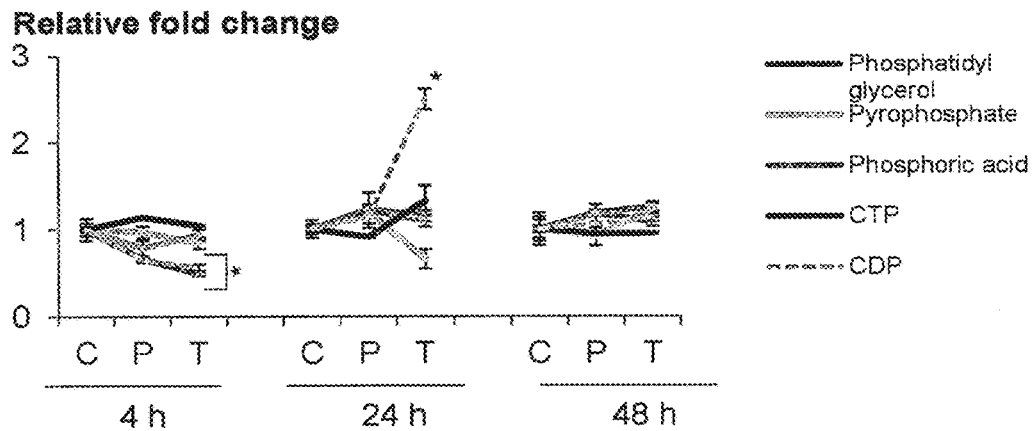 Relative fold change
3
2
1
0
*
*
C P T
C P T
C P T
4 h
24 h
48 h
Phosphatidyl
glycerol
Pyrophosphate
Phosphoric acid
CTP
CDP